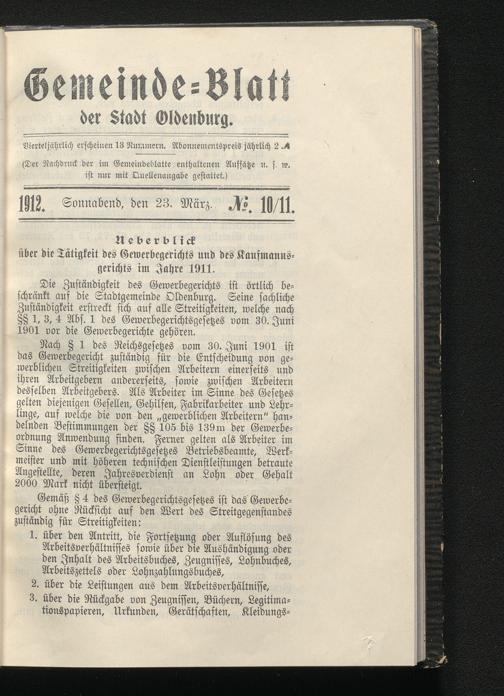 Gemeinde=Blatt
der Stadt Oldenburg.
Vierteljährlich erscheinen 13 Nummern. Abonnementspreis jährlich 2 ℳ
(Der Nachdruck der im Gemeindeblatte enthaltenen Aufsätze u. s. w.
ist nur mit Quellenangabe gestattet.)
1912. Sonnabend, den 23. März. №. 10/11.
Ueberblick
über die Tätigkeit des Gewerbegerichts und des Kaufmanns-
gerichts im Jahre 1911.
Die Zuständigkeit des Gewerbegerichts ist örtlich be-
schränkt auf die Stadtgemeinde Oldenburg. Seine sachliche
Zuständigkeit erstreckt sich auf alle Streitigkeiten, welche nach
§§ 1, 3, 4 Abs. 1 des Gewerbegerichtsgesetzes vom 30. Juni
1901 vor die Gewerbegerichte gehören.
Nach § 1 des Reichsgesetzes vom 30. Juni 1901 ist
das Gewerbegericht zuständig für die Entscheidung von ge-
werblichen Streitigkeiten zwischen Arbeitern einerseits und
ihren Arbeitgebern andererseits, sowie zwischen Arbeitern
desselben Arbeitgebers. Als Arbeiter im Sinne des Gesetzes
gelten diejenigen Gesellen, Gehilfen, Fabrikarbeiter und Lehr-
linge, auf welche die von den „gewerblichen Arbeitern“ han-
delnden Bestimmungen der §§ 105 bis 139m der Gewerbe-
ordnung Anwendung finden. Ferner gelten als Arbeiter im
Sinne des Gewerbegerichtsgesetzes Betriebsbeamte, Werk-
meister und mit höheren technischen Dienstleistungen betraute
Angestellte, deren Jahresverdienst an Lohn oder Gehalt
2000 Mark nicht übersteigt.
Gemäß § 4 des Gewerbegerichtsgesetzes ist das Gewerbe-
gericht ohne Rücksicht auf den Wert des Streitgegenstandes
zuständig für Streitigkeiten:
1. über den Antritt, die Fortsetzung oder Auflösung des
Arbeitsverhältnisses sowie über die Aushändigung oder
den Inhalt des Arbeitsbuches, Zeugnisses, Lohnbuches,
Arbeitszettels oder Lohnzahlungsbuches,
2. über die Leistungen aus dem Arbeitsverhältnisse,
3. über die Rückgabe von Zeugnissen, Büchern, Legitima-
tionspapieren, Urkunden, Gerätschaften, Kleidungs-